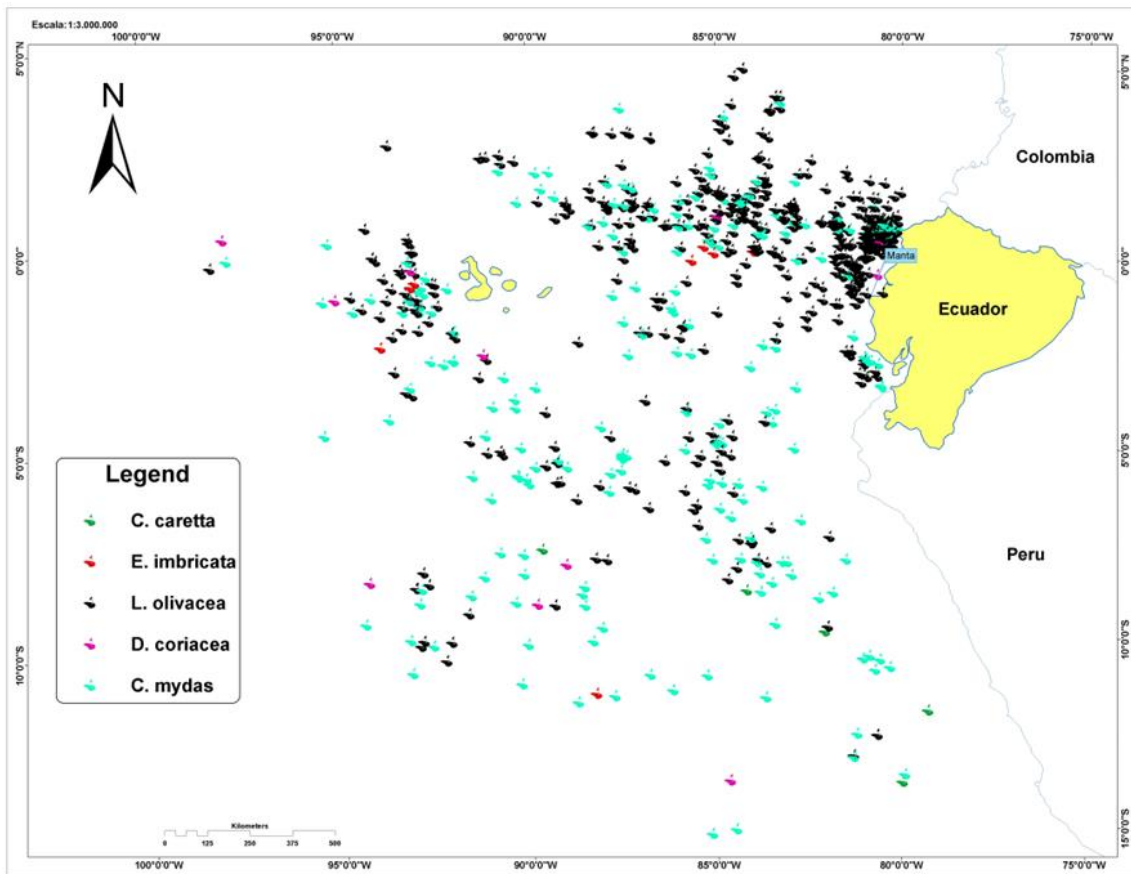 Escala:1:3.000.000
100°0'0"W 95°0'0"W 90°0'0"W 85°0'0"W 80°0'0"W 75°0'0"W
5°0'0"N
5°0'0"N
N
Colombia
0°0'0"
0°0'0"
Manta
Ecuador
5°0'0"S
5°0'0"S
Legend
C. caretta
E. imbricata
L. olivacea
D. coriacea
C. mydas
Peru
10°0'0"S
10°0'0"S
Kilometers
0 125 250 375 500
15°0'0"S
100°0'0"W 95°0'0"W 90°0'0"W 85°0'0"W 80°0'0"W 75°0'0"W